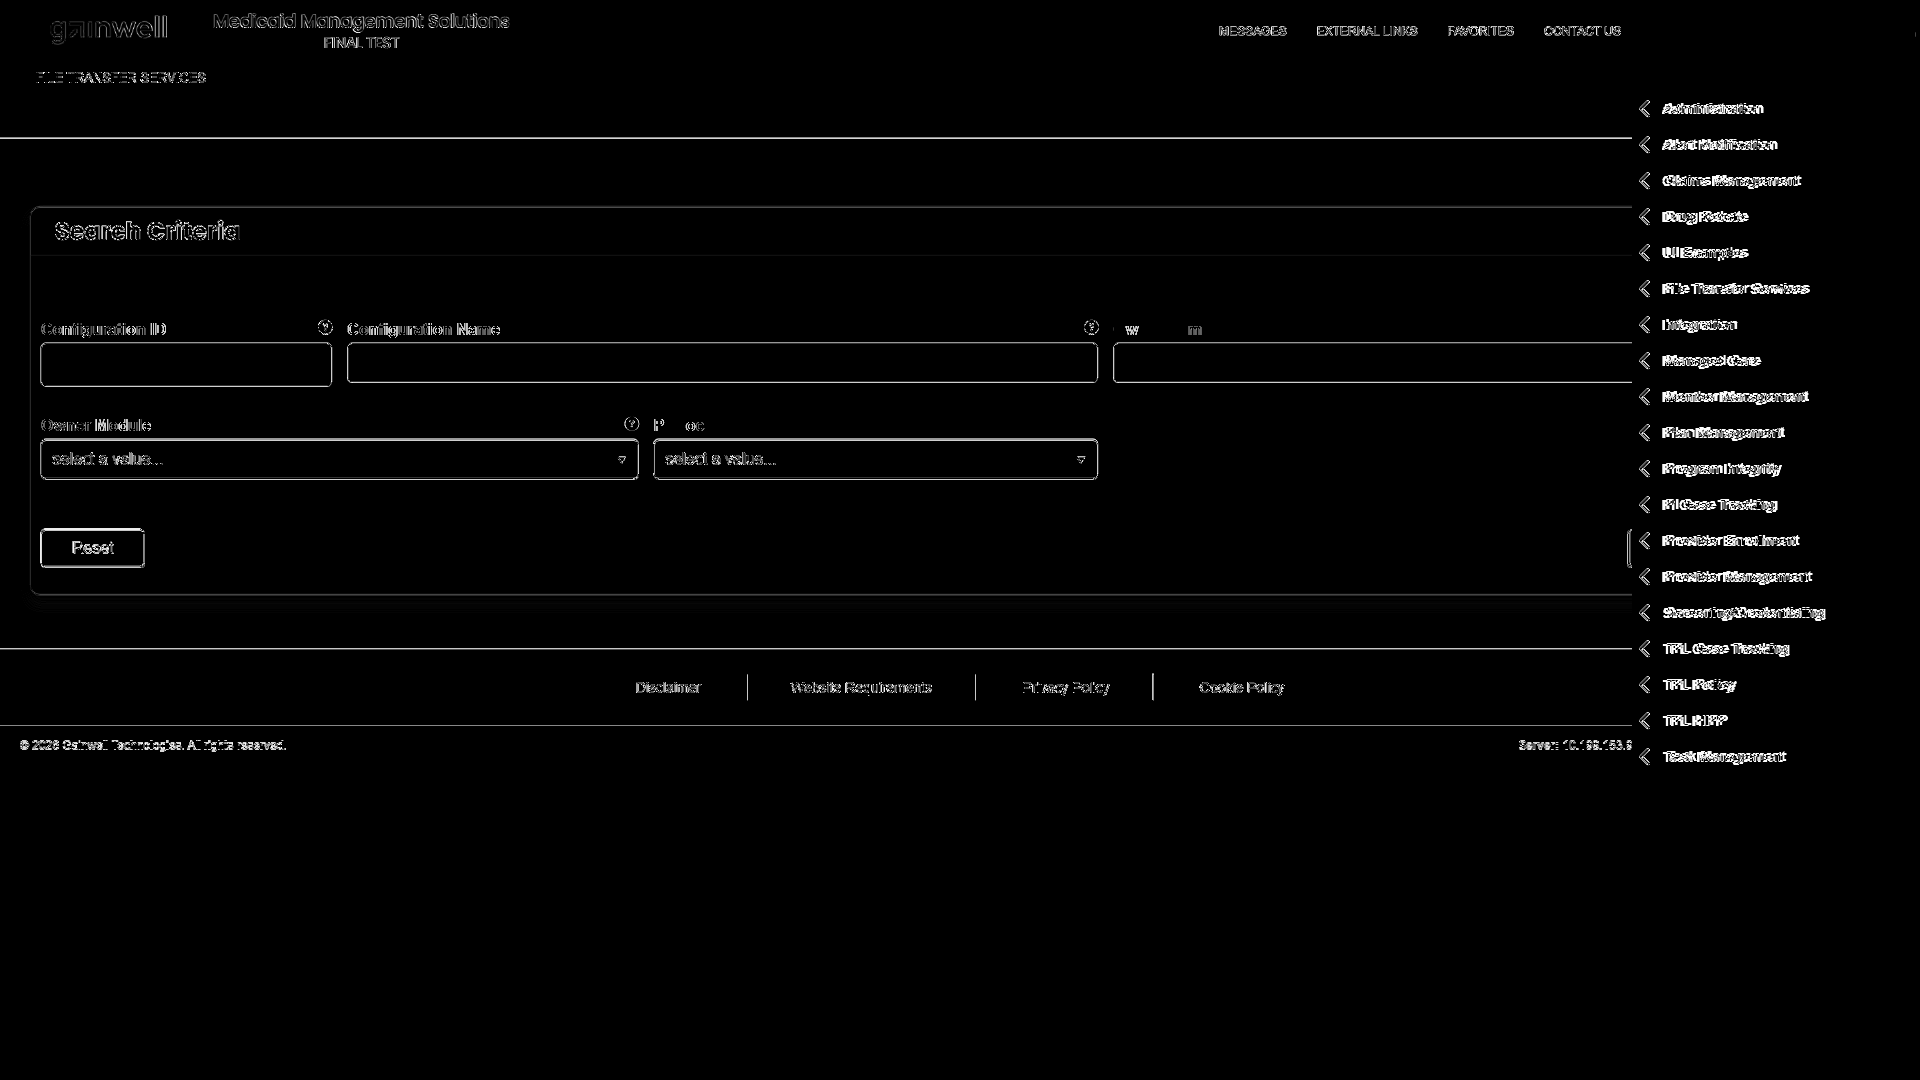 gainwell
Medicaid Management Solutions
FINAL TEST
MESSAGES
EXTERNAL LINKS
FAVORITES
CONTACT US
FILE TRANSFER SERVICES
Administration
Alert Notification
Claims Management
Drug Rebate
UI Examples
File Transfer Services
Integration
Managed Care
Member Management
Plan Management
Program Integrity
PI Case Tracking
Provider Enrollment
Provider Management
Screening/Credentialing
TPL Case Tracking
TPL Policy
TPL HIPP
Task Management
Search Criteria
Configuration ID
Configuration Name
w m
Owner Module
P oc
select a value...
select a value...
Reset
Disclaimer
Website Requirements
Privacy Policy
Cookie Policy
© 2026 Gainwell Technologies. All rights reserved.
Server: